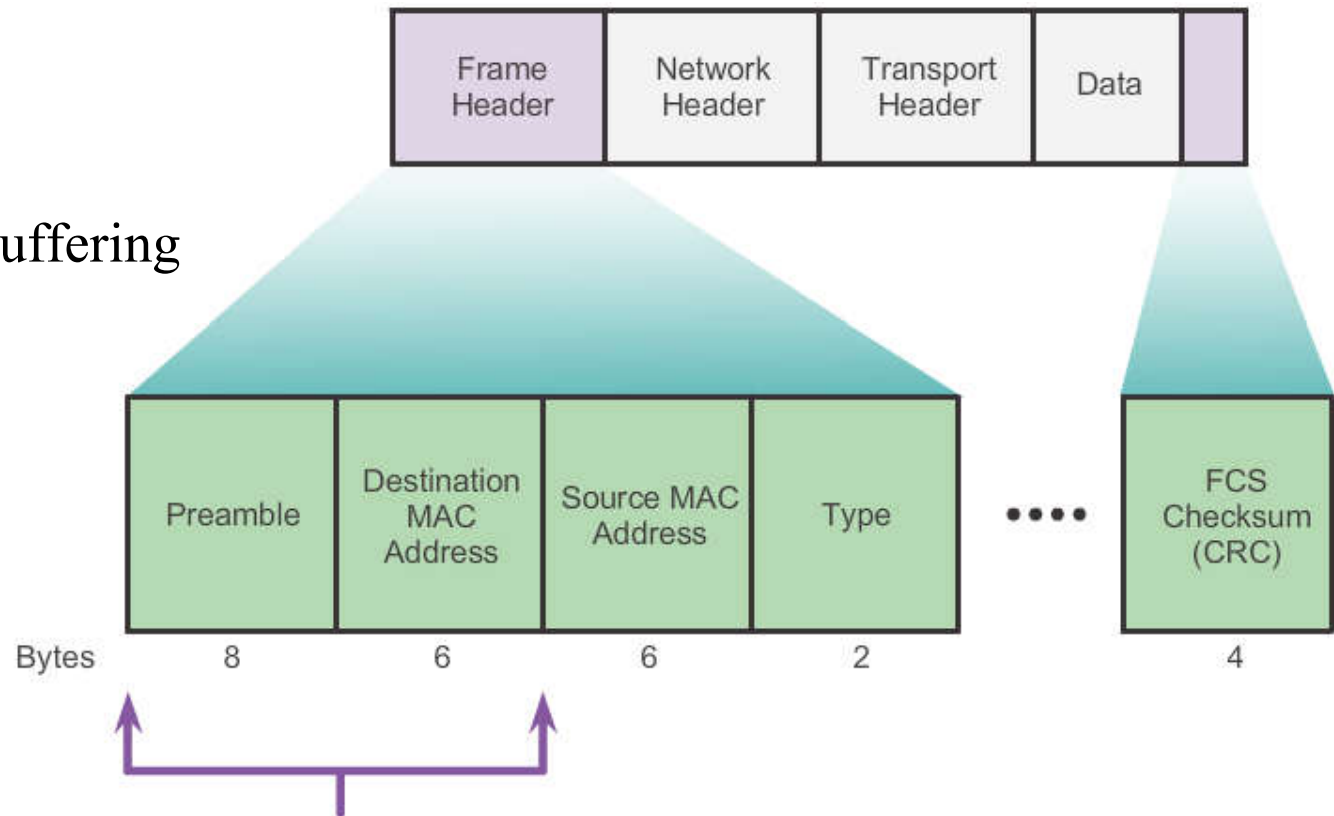 Frame
Header
Network
Header
Transport
Header
Data
uffering
Preamble
Destination
MAC
Address
Source MAC
Address
Type
FCS
Checksum
(CRC)
Bytes 8 6 6 2 4